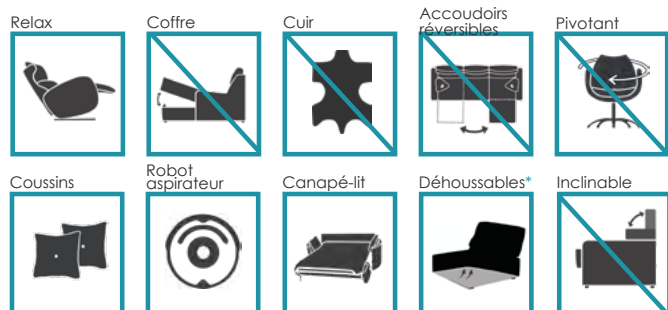 Relax
Coffre
Cuir
Accoudoirs
réversibles
Pivotant
Coussins
Robot
aspirateur
Canapé-lit
Déhoussables*
Inclinable